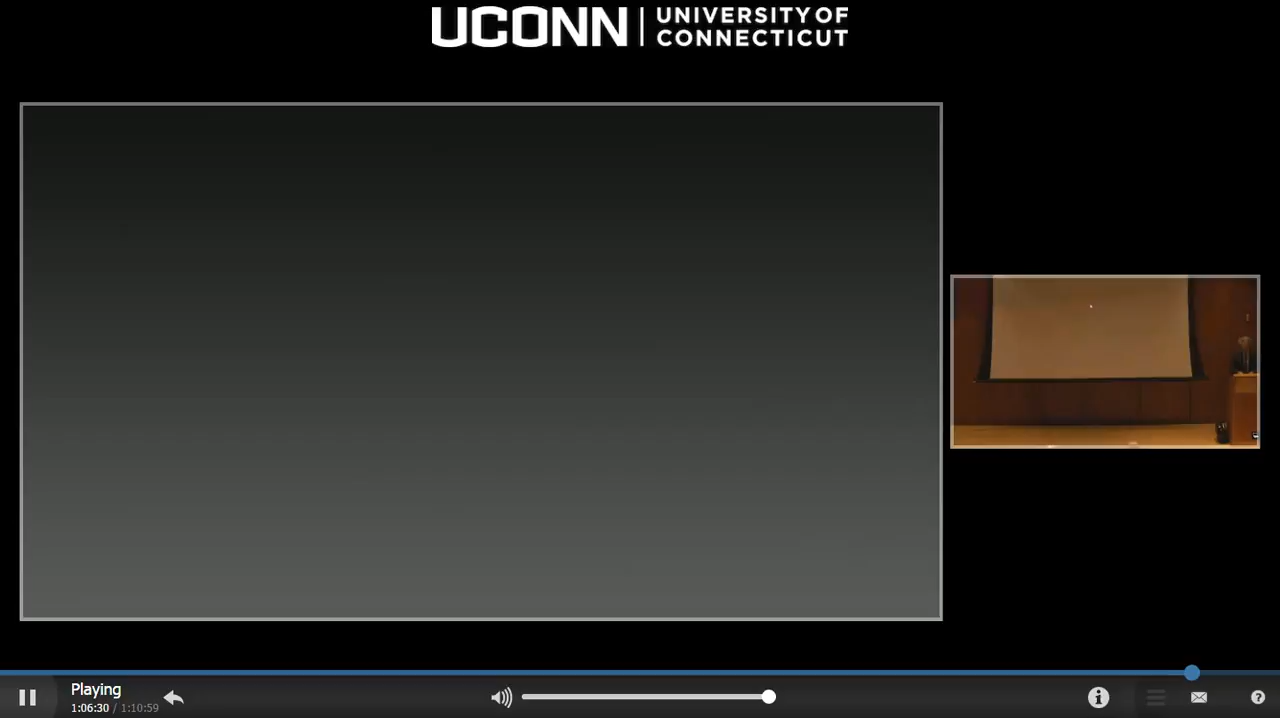 UCONN
UNIVERSITY OF
CONNECTICUT
Playing
1:06:30 / 1:10:59